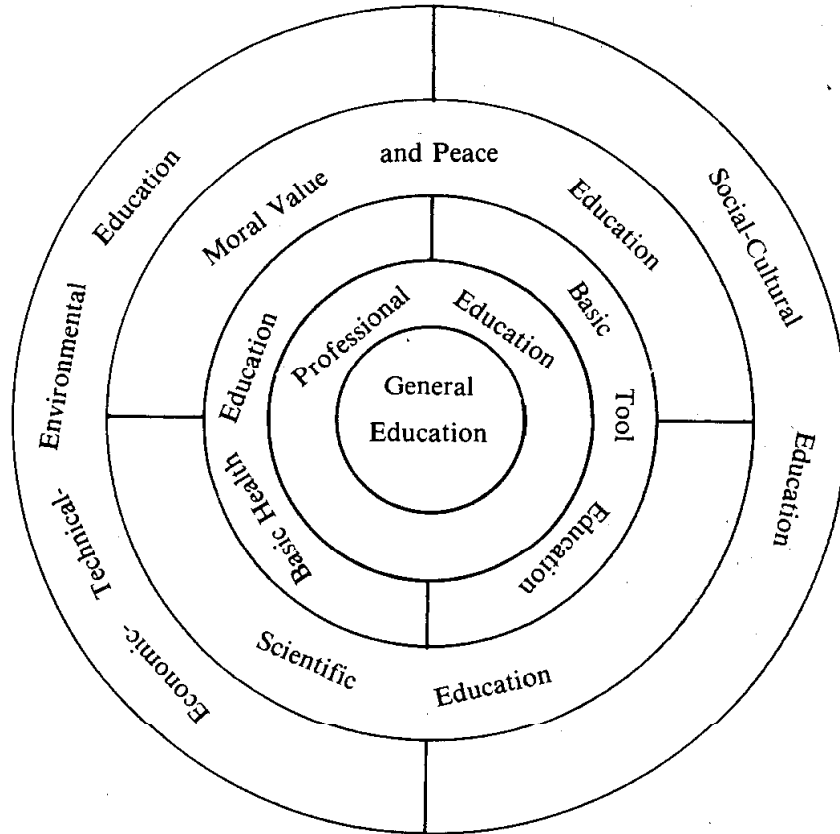 General
Education
Professional Education
Basic Health Education
Basic Tool Education
Moral Value and Peace Education
Scientific Education
Economic-Technical-Environmental Education
Social-Cultural Education